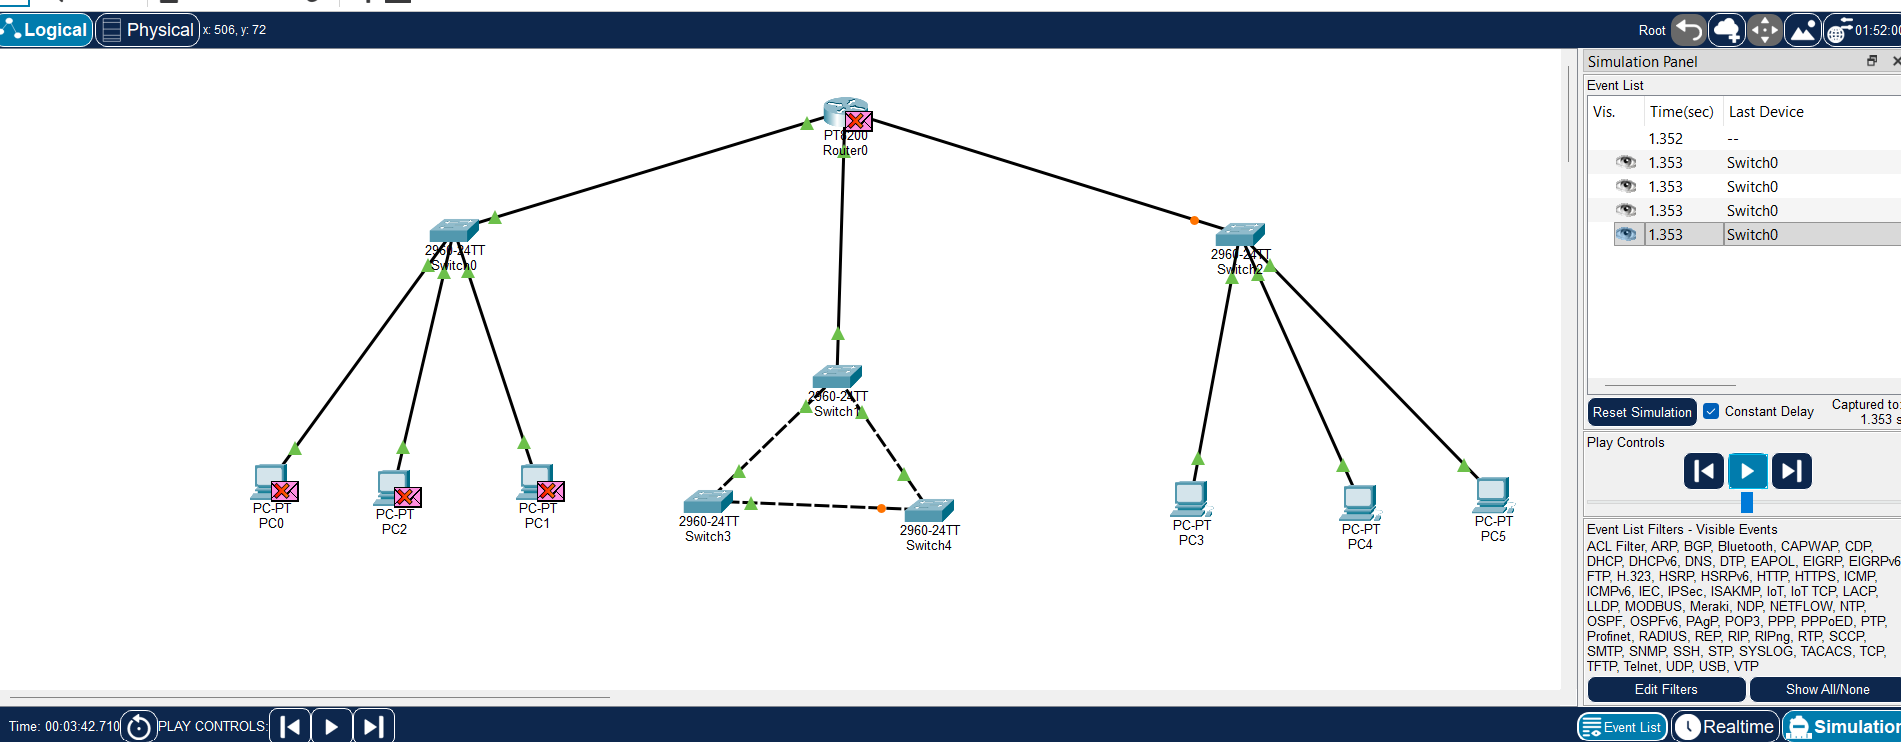 Logical
Physical
x: 506, y: 72
Root
01:52:00
Simulation Panel
Event List
Vis.
Time(sec)
Last Device
1.352
--
1.353
Switch0
1.353
Switch0
1.353
Switch0
1.353
Switch0
PT8200
Router0
2960-24TT
Switch0
2960-24TT
Switch2
2960-24TT
Switch1
PC-PT
PC0
PC-PT
PC2
PC-PT
PC1
2960-24TT
Switch3
2960-24TT
Switch4
PC-PT
PC3
PC-PT
PC4
PC-PT
PC5
Reset Simulation
Constant Delay
Captured to:
1.353 s
Play Controls
Event List Filters - Visible Events
ACL Filter, ARP, BGP, Bluetooth, CAPWAP, CDP,
DHCP, DHCPv6, DNS, DTP, EAPOL, EIGRP, EIGRPv6
FTP, H.323, HSRP, HSRPv6, HTTP, HTTPS, ICMP,
ICMPv6, IEC, IPSec, ISAKMP, IoT, IoT TCP, LACP,
LLDP, MODBUS, Meraki, NDP, NETFLOW, NTP,
OSPF, OSPFv6, PAgP, POP3, PPP, PPPoED, PTP,
Profinet, RADIUS, REP, RIP, RIPng, RTP, SCCP,
SMTP, SNMP, SSH, STP, SYSLOG, TACACS, TCP,
TFTP, Telnet, UDP, USB, VTP
Edit Filters
Show All/None
Time: 00:03:42.710
PLAY CONTROLS:
Event List
Realtime
Simulation